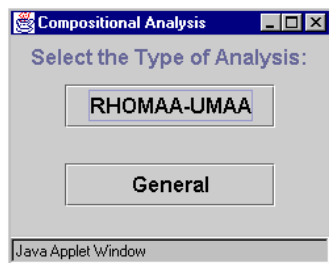 Compositional Analysis
Select the Type of Analysis:
RHOMAA-UMAA
General
Java Applet Window